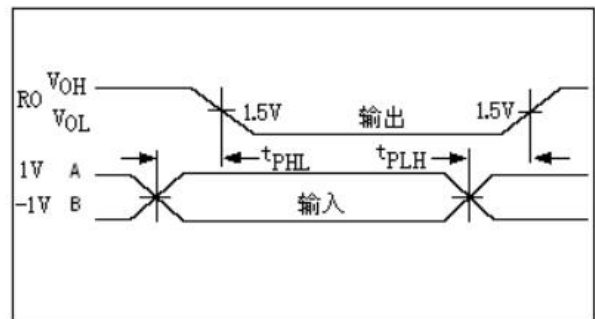 RO VOH
VOL
1.5V 输出 1.5V
tPHL tPLH
1V A
-1V B 输入